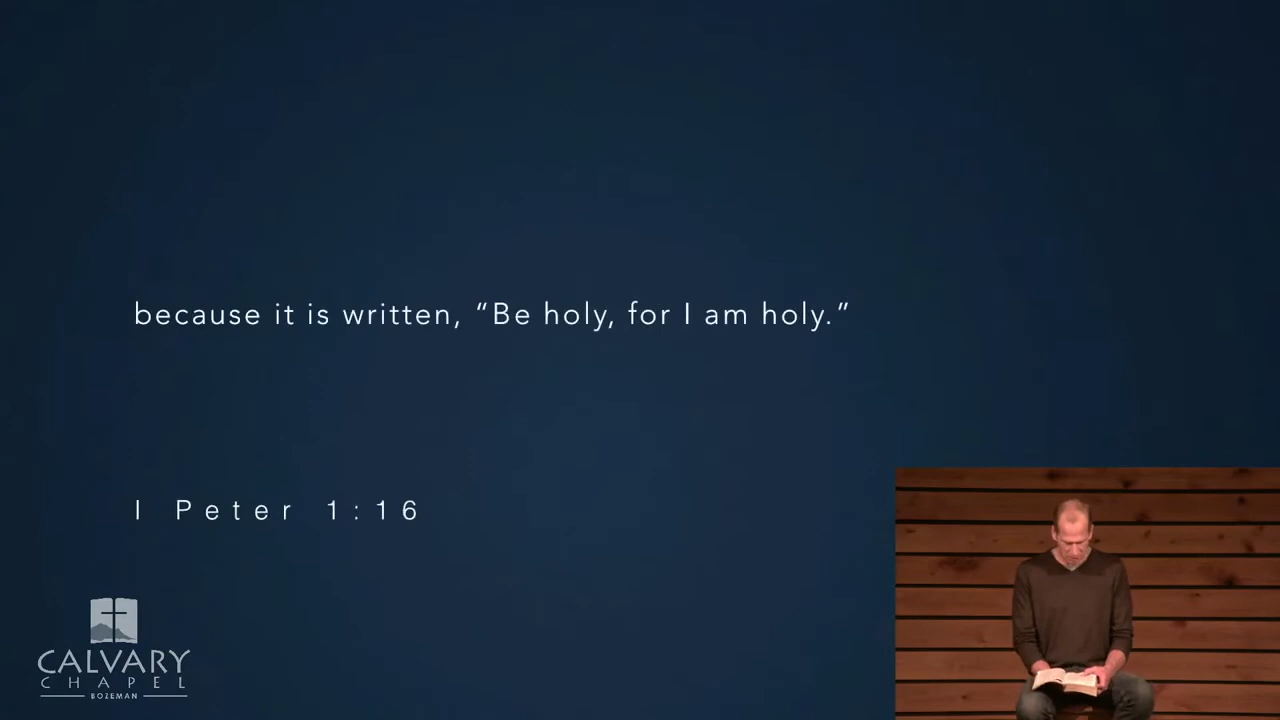 because it is written, “Be holy, for I am holy.”
I Peter 1:16
CALVARY
CHAPEL
BOZEMAN